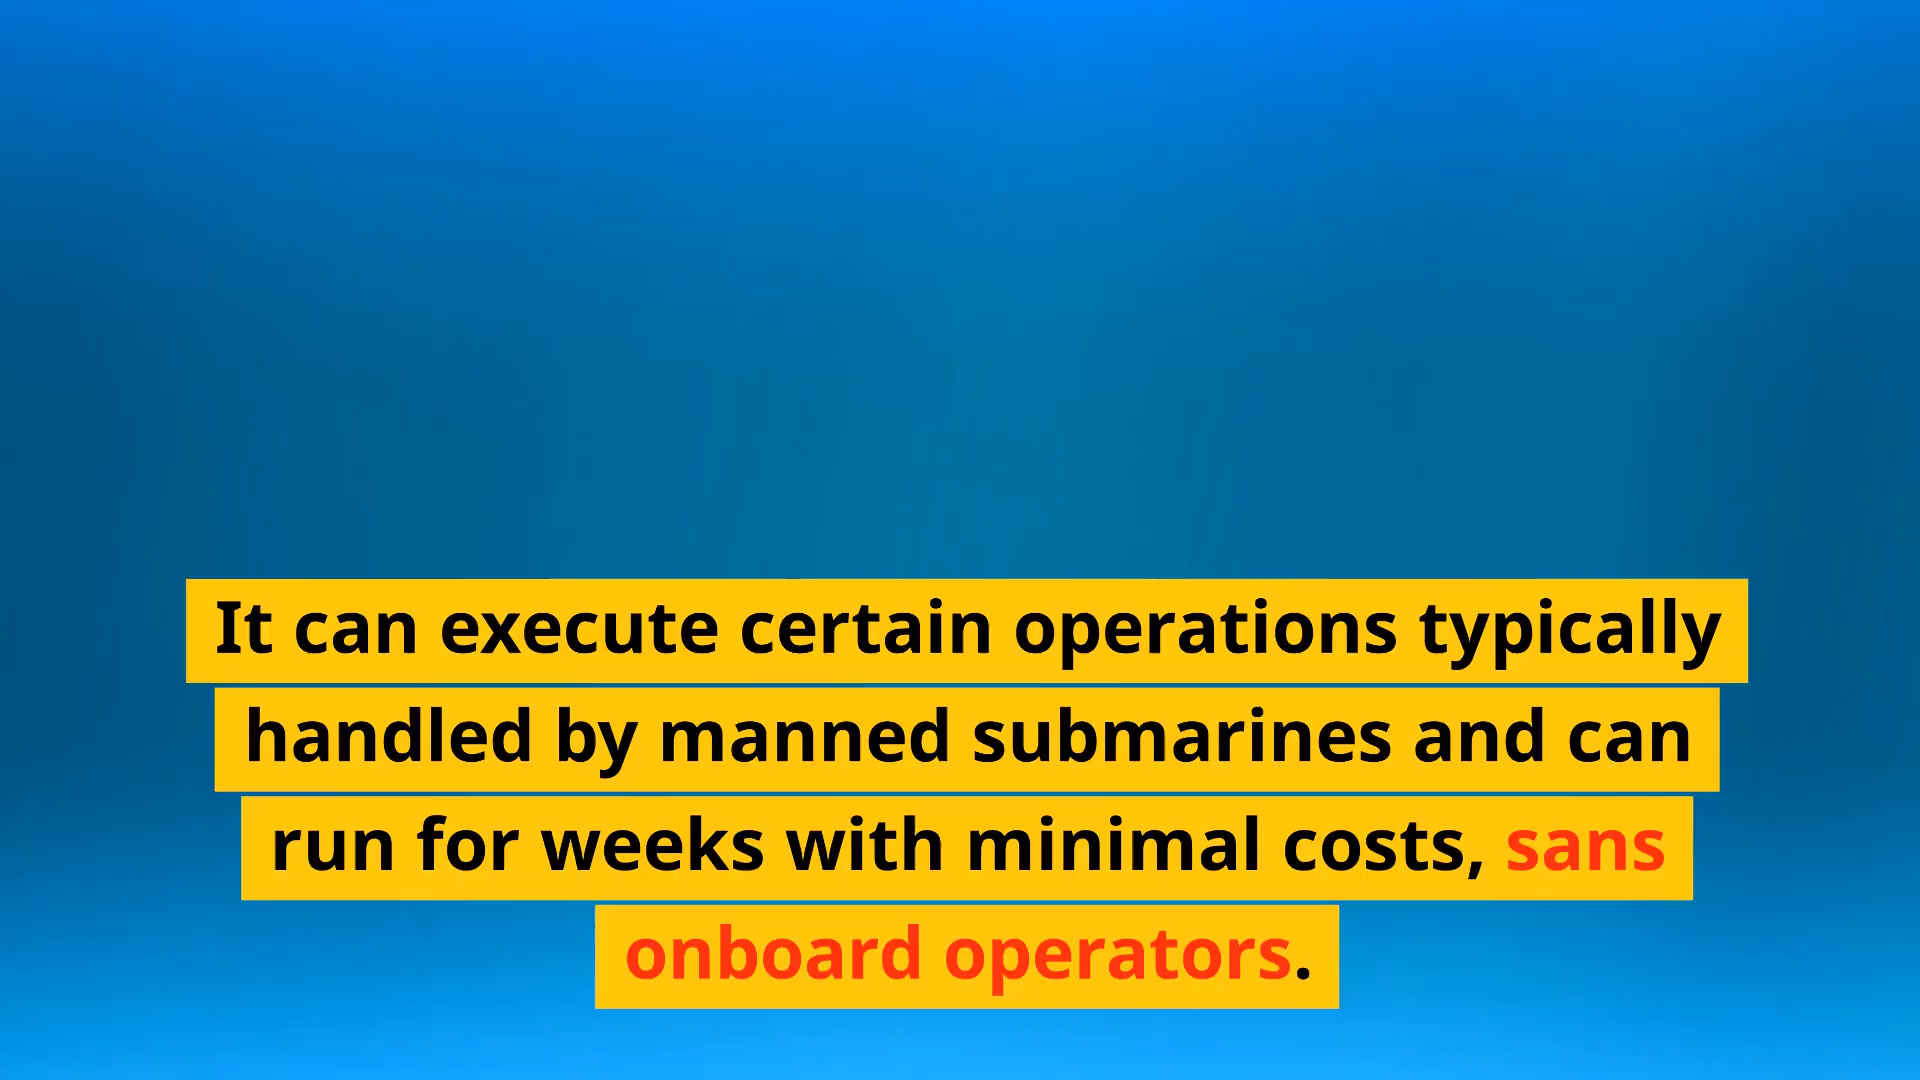 It can execute certain operations typically
handled by manned submarines and can
run for weeks with minimal costs, sans
onboard operators.